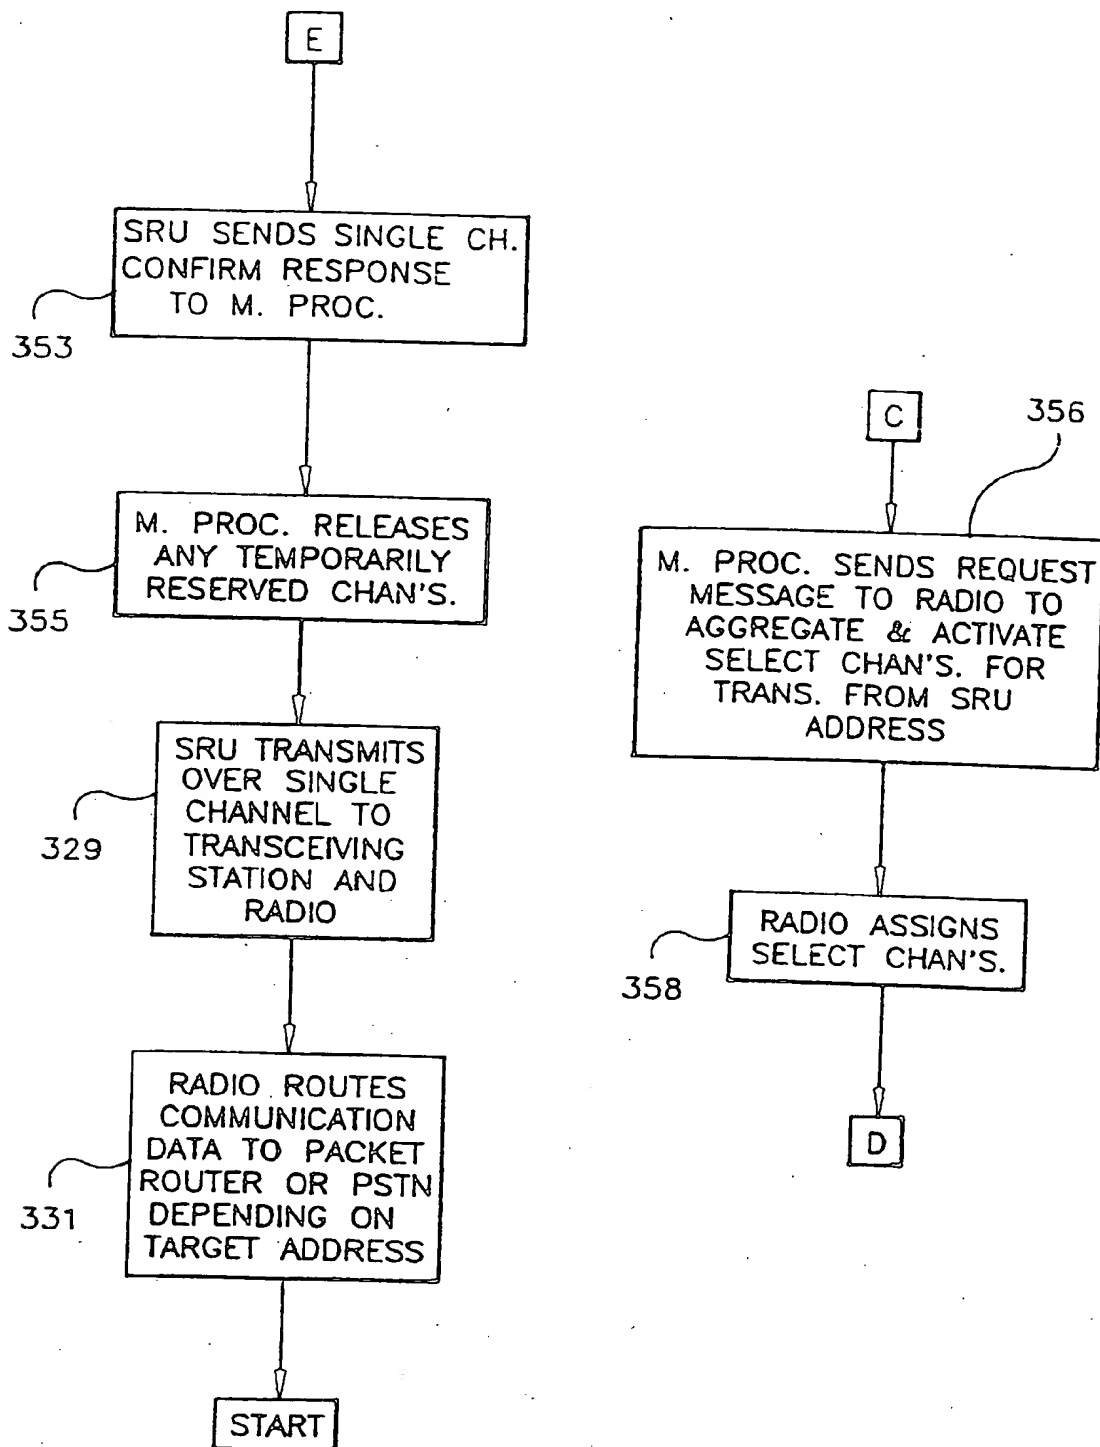 E
SRU SENDS SINGLE CH.
CONFIRM RESPONSE
TO M. PROC.
353
M. PROC. RELEASES
ANY TEMPORARILY
RESERVED CHAN'S.
355
SRU TRANSMITS
OVER SINGLE
CHANNEL TO
TRANSCEIVING
STATION AND
RADIO
329
RADIO ROUTES
COMMUNICATION
DATA TO PACKET
ROUTER OR PSTN
DEPENDING ON
TARGET ADDRESS
331
START
C
356
M. PROC. SENDS REQUEST
MESSAGE TO RADIO TO
AGGREGATE & ACTIVATE
SELECT CHAN'S. FOR
TRANS. FROM SRU
ADDRESS
RADIO ASSIGNS
SELECT CHAN'S.
358
D